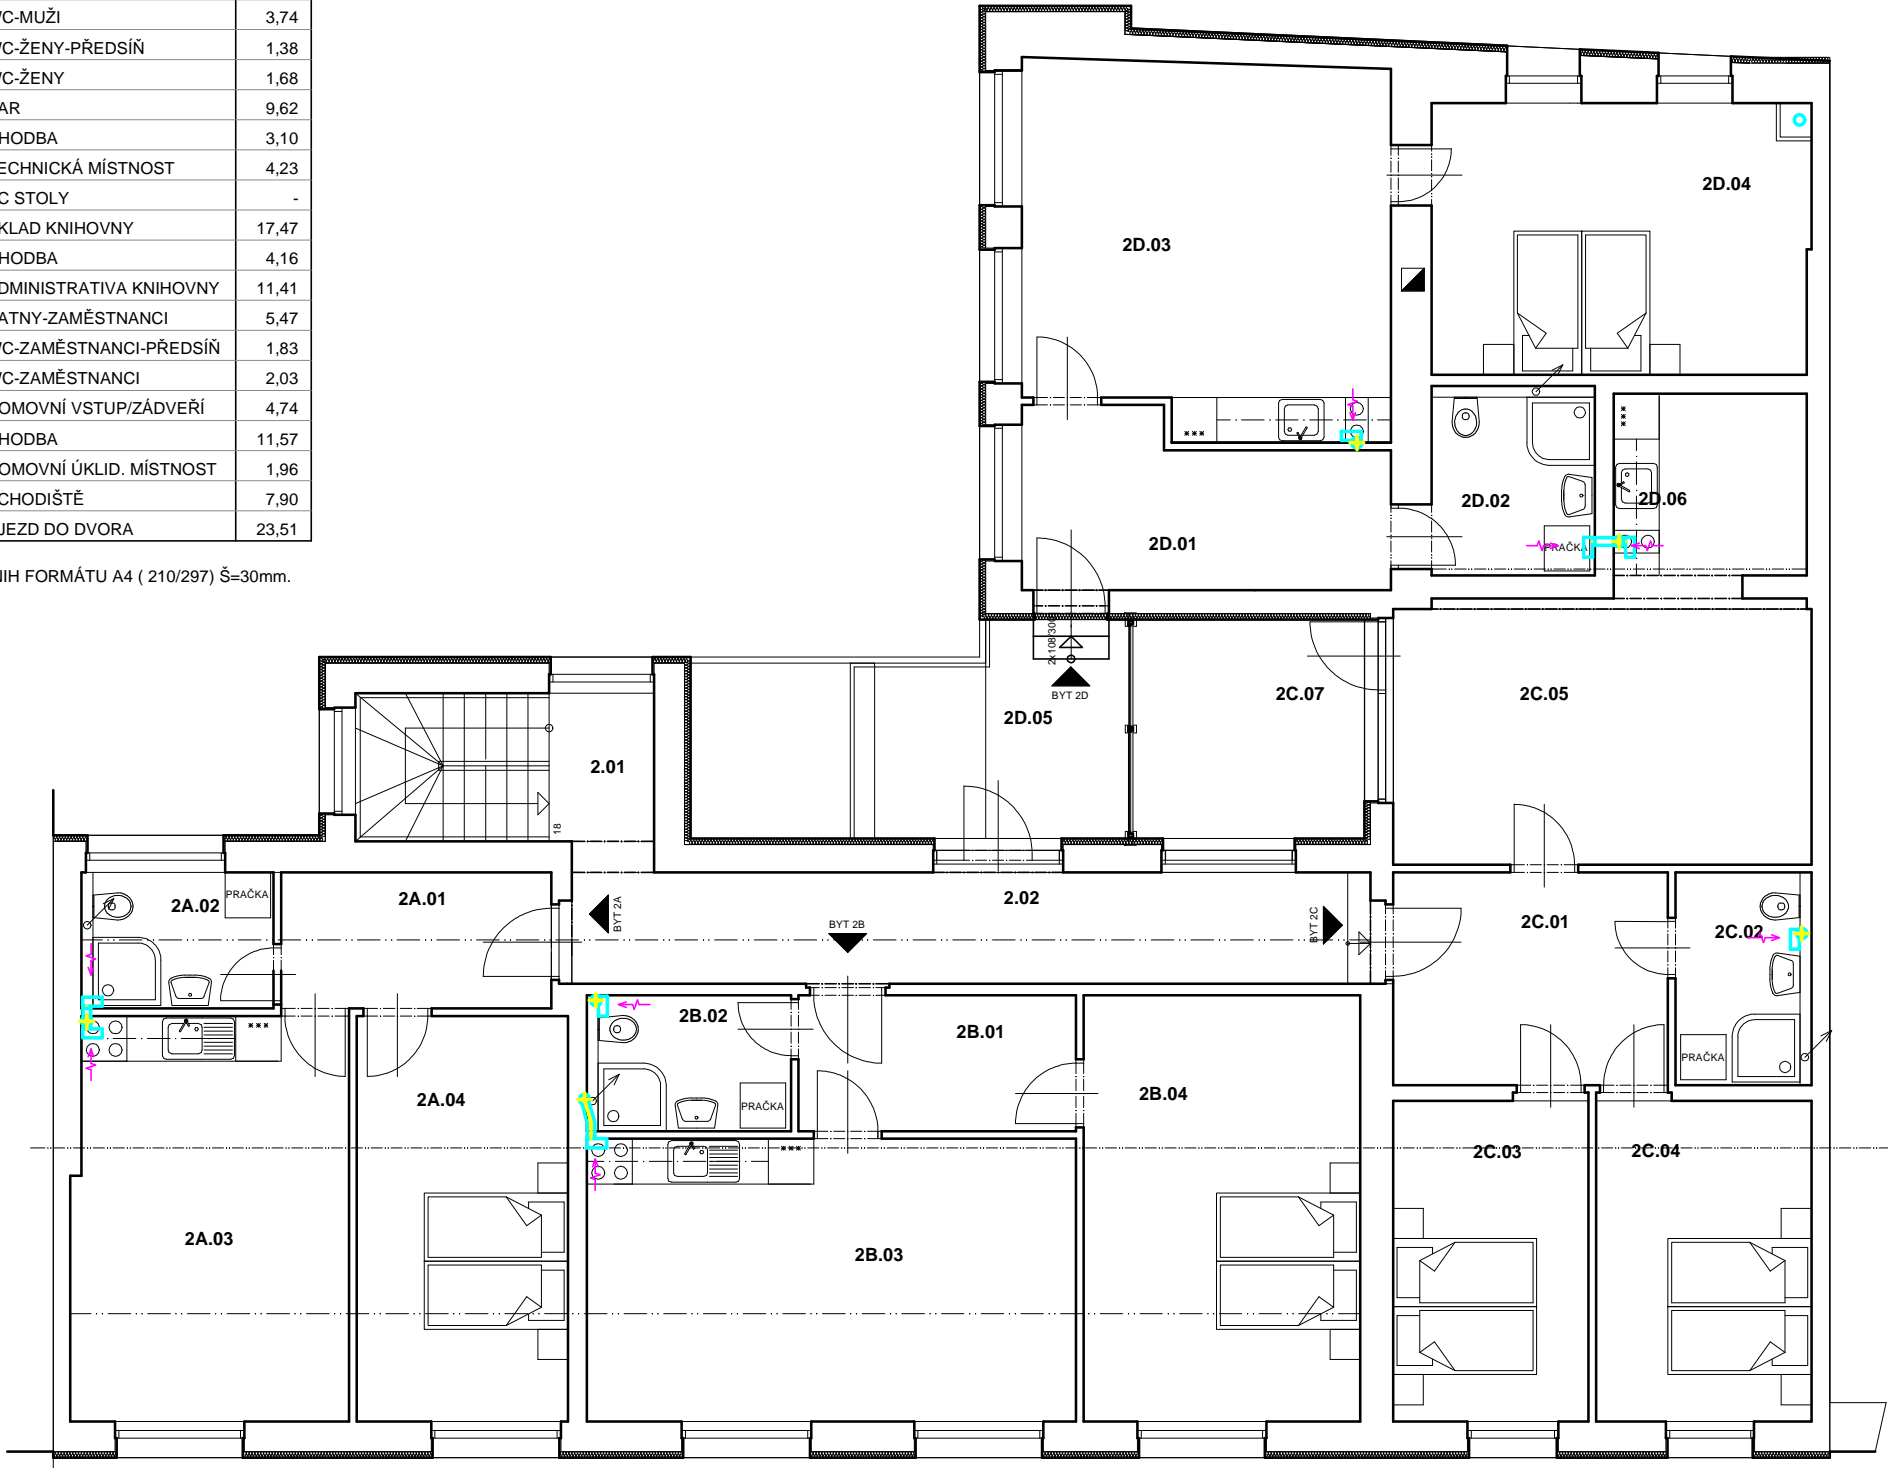 C-MUŽI 3,74
C-ŽENY-PŘEDSÍŇ 1,38
C-ŽENY 1,68
AR 9,62
HODBA 3,10
ECHNICKÁ MÍSTNOST 4,23
C STOLY -
KLAD KNIHOVNY 17,47
HODBA 4,16
DMINISTRATIVA KNIHOVNY 11,41
ATNY-ZAMĚSTNANCI 5,47
C-ZAMĚSTNANCI-PŘEDSÍŇ 1,83
C-ZAMĚSTNANCI 2,03
OMOVNÍ VSTUP/ZÁDVEŘÍ 4,74
HODBA 11,57
OMOVNÍ ÚKLID. MÍSTNOST 1,96
CHODIŠTĚ 7,90
JEZD DO DVORA 23,51
NIH FORMÁTU A4 ( 210/297) Š=30mm.
2D.04
2D.03
***
***
2D.02
2D.06
2D.01
PRAČKA
BYT 2D
2D.05
2C.07
2C.05
2.01
18
2A.02
PRAČKA
2A.01
BYT 2A
BYT 2B
2.02
BYT 2C
2C.01
2C.02
2B.02
2B.01
***
PRAČKA
2A.04
PRAČKA
2B.04
***
2C.03
2C.04
2A.03
2B.03